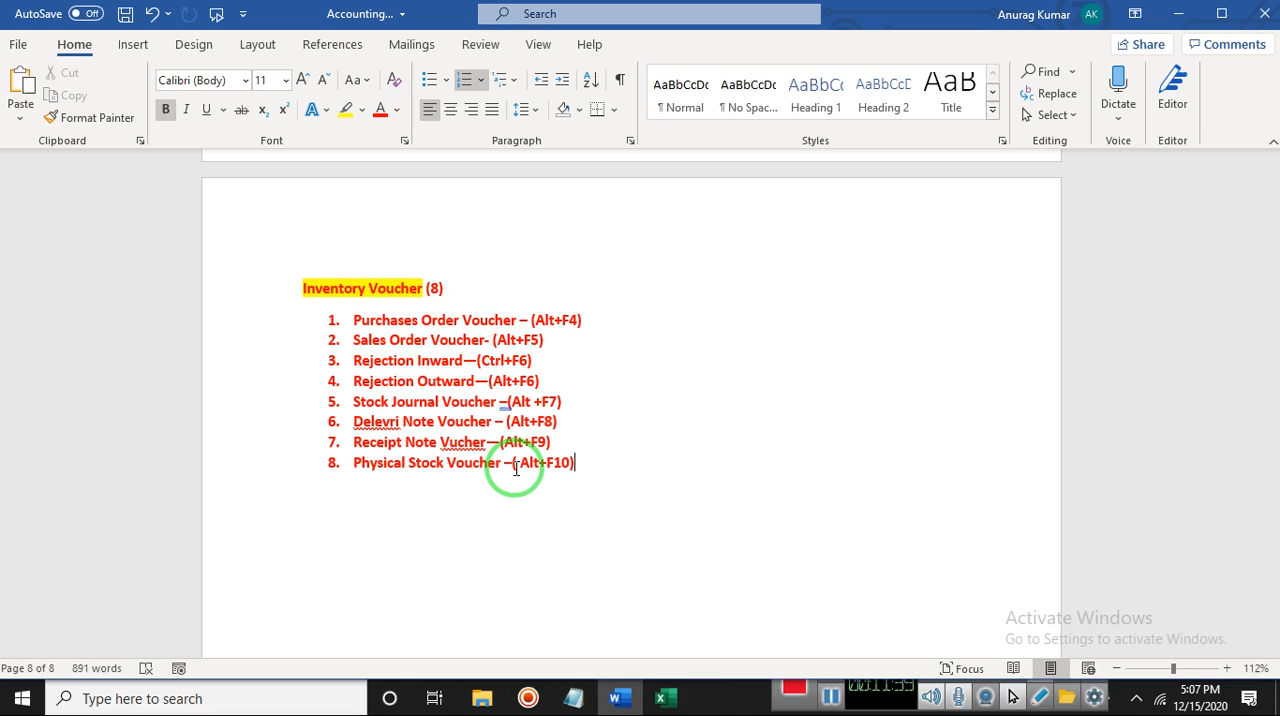 AutoSave Off
Accounting...
Search
Anurag Kumar
AK
File
Home
Insert
Design
Layout
References
Mailings
Review
View
Help
Share
Comments
Paste
Cut
Copy
Format Painter
Clipboard
Calibri (Body)
11
Font
Paragraph
AaBbCcDc
¶ Normal
AaBbCcDc
¶ No Spac...
AaBbCc
Heading 1
AaBbCcE
Heading 2
AaB
Title
Styles
Find
Replace
Select
Editing
Dictate
Voice
Editor
Editor
Inventory Voucher (8)
1. Purchases Order Voucher – (Alt+F4)
2. Sales Order Voucher- (Alt+F5)
3. Rejection Inward—(Ctrl+F6)
4. Rejection Outward—(Alt+F6)
5. Stock Journal Voucher –(Alt +F7)
6. Delevri Note Voucher – (Alt+F8)
7. Receipt Note Vucher—(Alt+F9)
8. Physical Stock Voucher –( Alt+F10)
Activate Windows
Go to Settings to activate Windows.
Page 8 of 8
891 words
Focus
112%
Type here to search
5:07 PM
12/15/2020